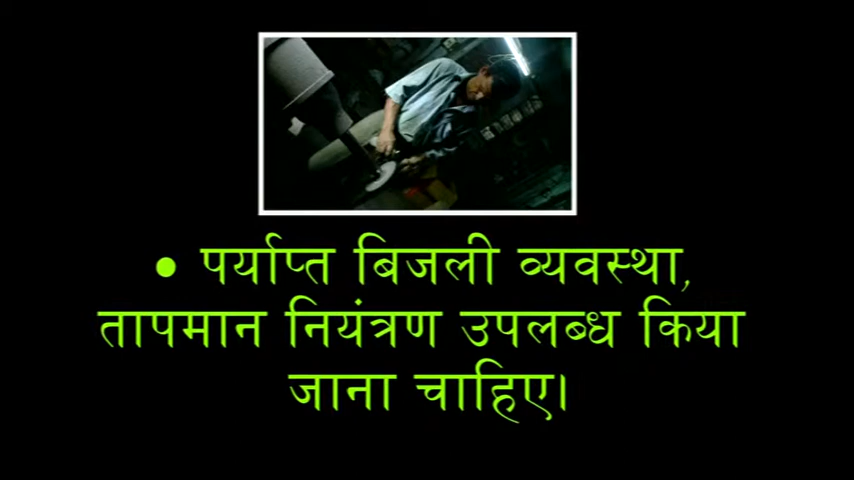 • पर्याप्त बिजली व्यवस्था,
तापमान नियंत्रण उपलब्ध किया
जाना चाहिए।